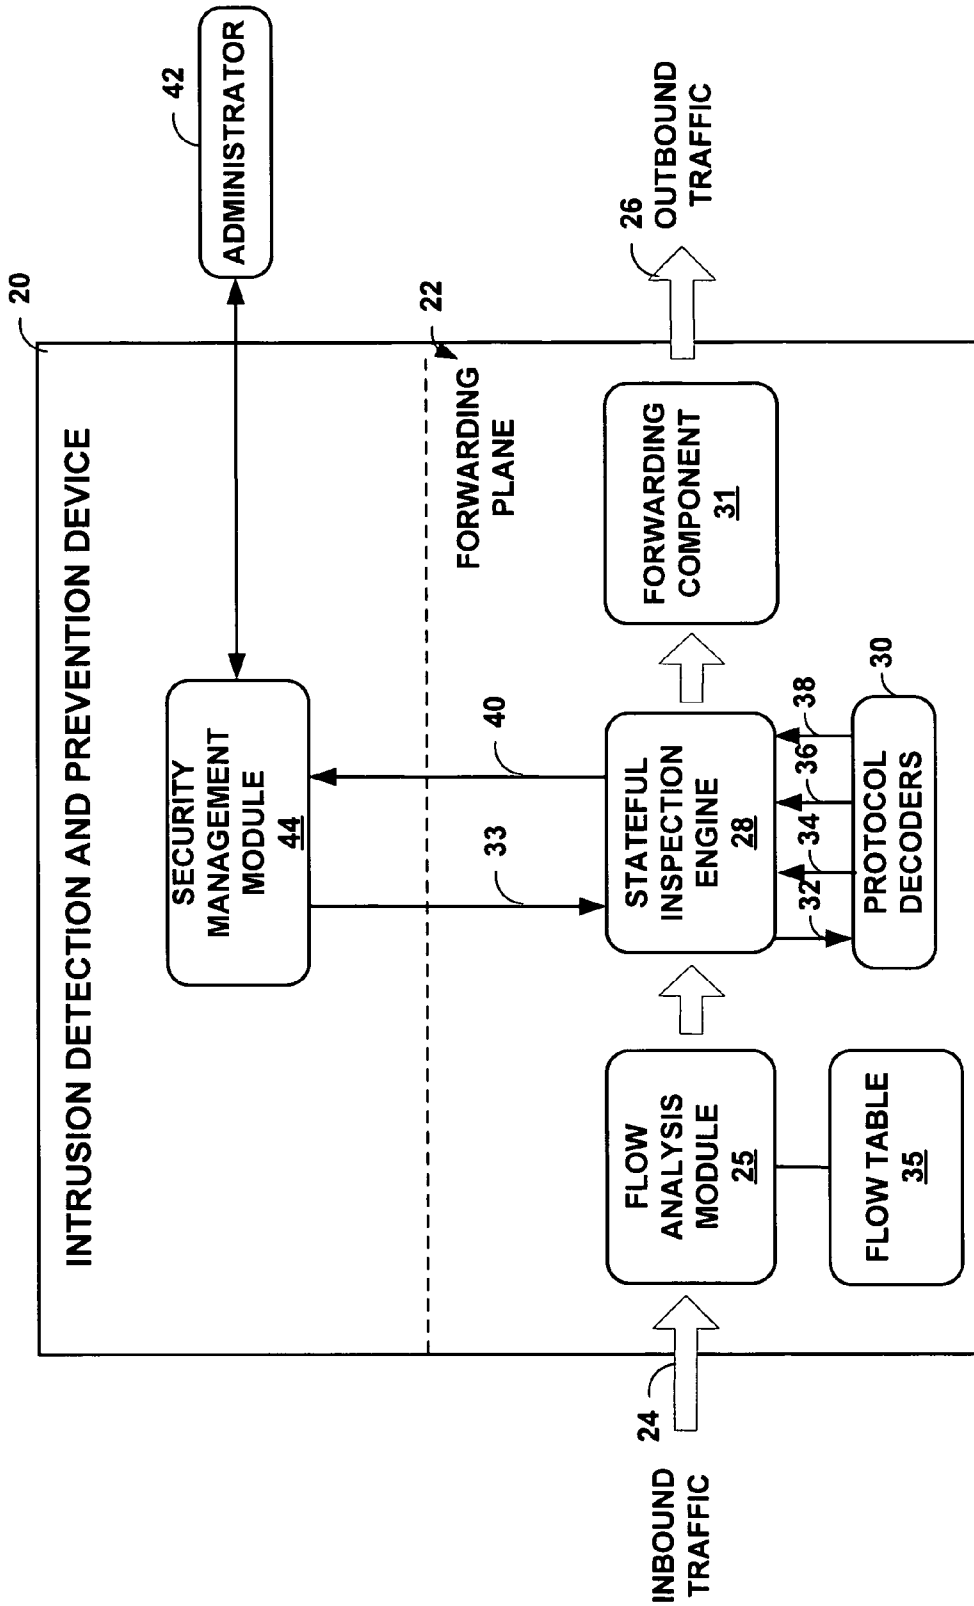 INTRUSION DETECTION AND PREVENTION DEVICE
20
42
ADMINISTRATOR
SECURITY
MANAGEMENT
MODULE
44
22
FORWARDING
PLANE
33
40
INBOUND
TRAFFIC
24
FLOW
ANALYSIS
MODULE
25
STATEFUL
INSPECTION
ENGINE
28
FORWARDING
COMPONENT
31
26
OUTBOUND
TRAFFIC
32
34
36
38
FLOW TABLE
35
PROTOCOL
DECODERS
30